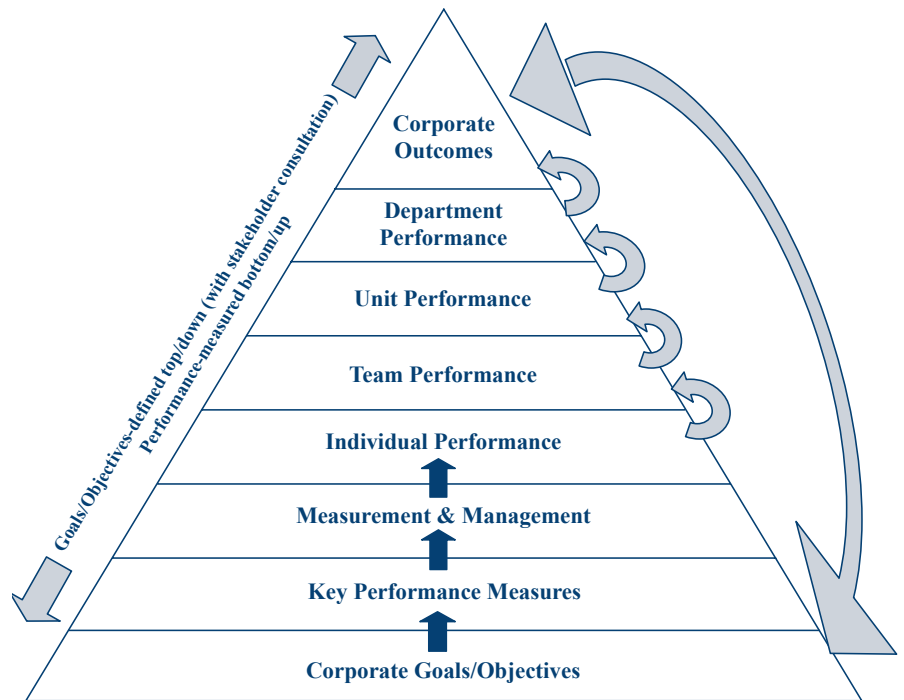 Goals/Objectives-defined top/down (with stakeholder consultation)
Performance-measured bottom/up
Corporate
Outcomes
Department
Performance
Unit Performance
Team Performance
Individual Performance
Measurement & Management
Key Performance Measures
Corporate Goals/Objectives